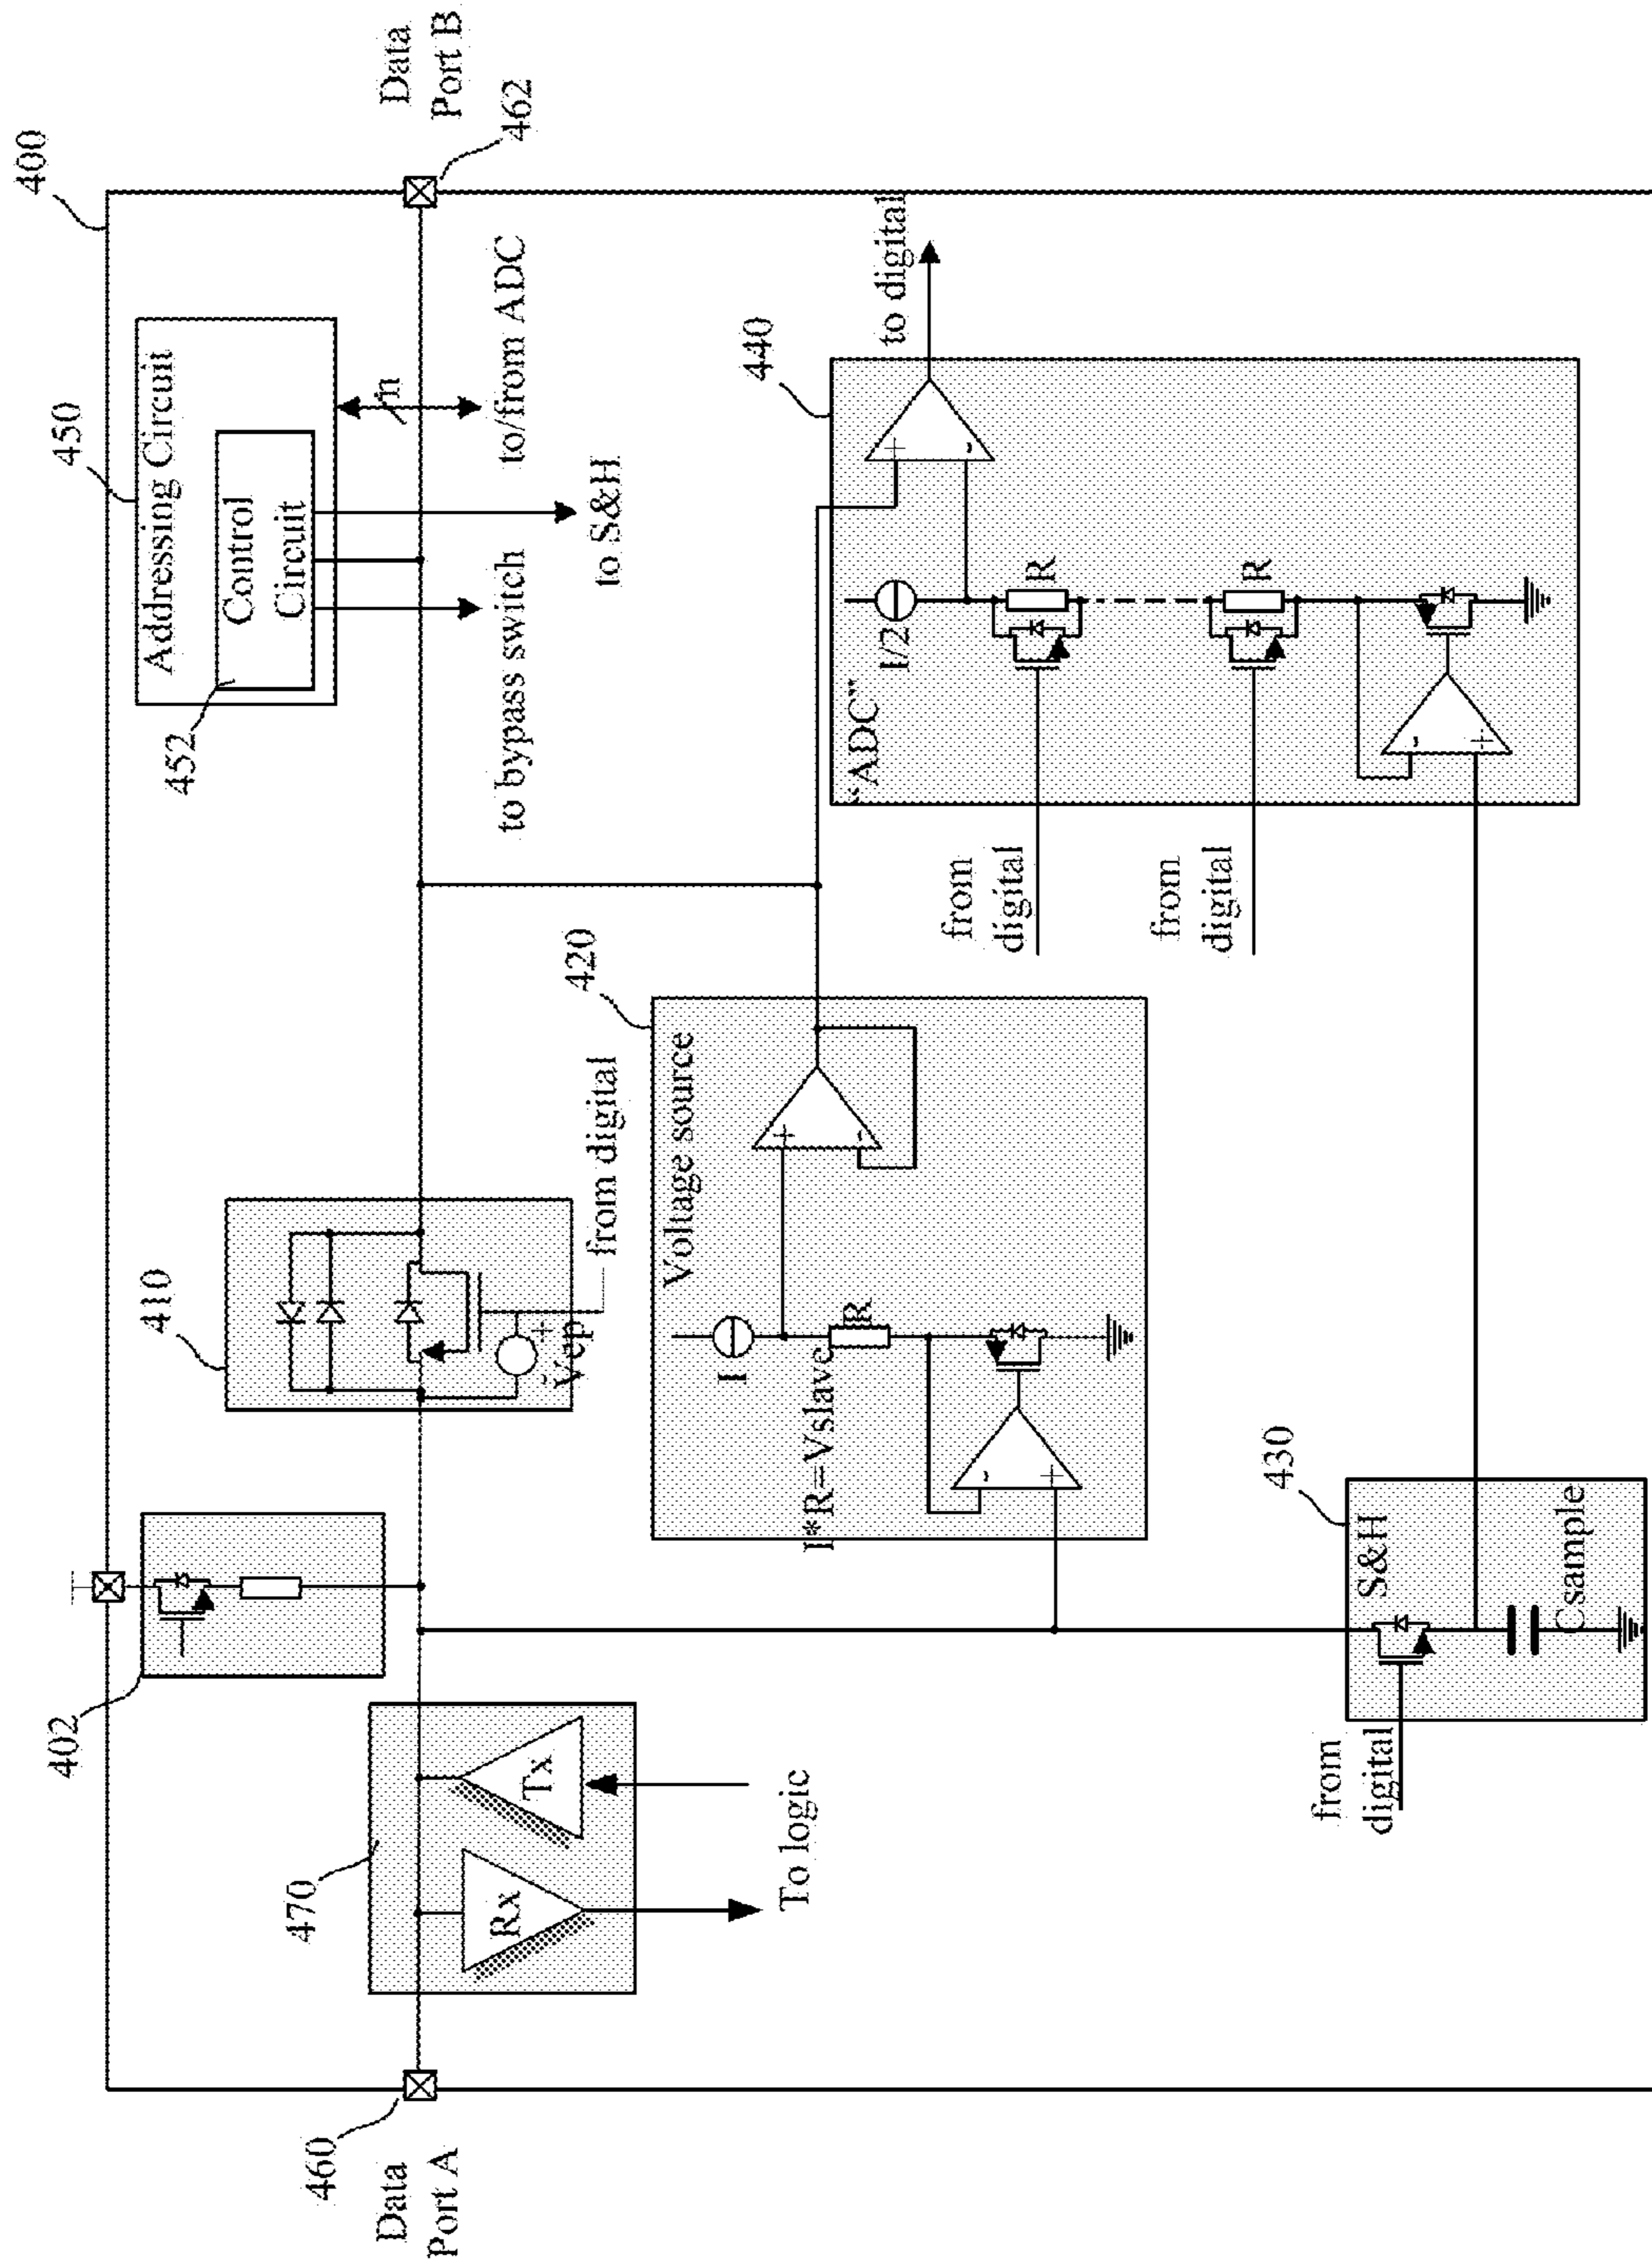 400
402
410
450
Addressing Circuit
Control
Circuit
452
470
Rx
Tx
To logic
460
Data
Port A
Data
Port B
462
Vcp
- +
from digital
to bypass switch
to S&H
n
to/from ADC
420
Voltage source
I
I*R=Vslave
R
+
-
-
+
440
"ADC"
I/2
+
-
to digital
R
R
-
+
from
digital
from
digital
430
S&H
Csample
from
digital